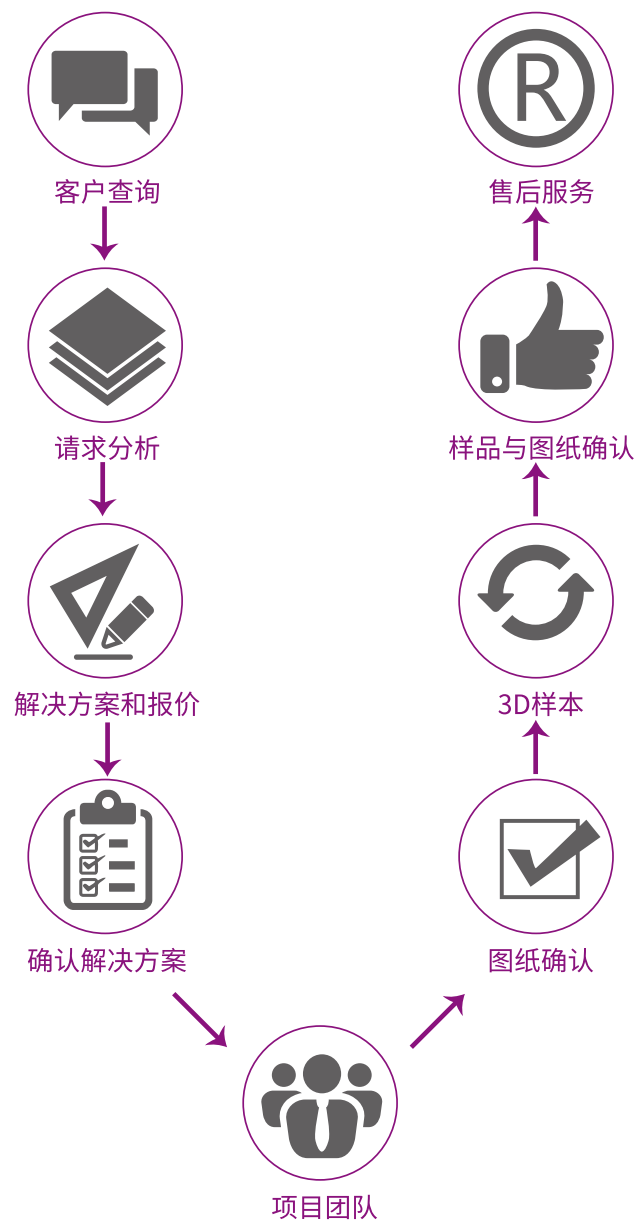 客户查询
请求分析
解决方案和报价
确认解决方案
项目团队
图纸确认
3D样本
样品与图纸确认
R
售后服务